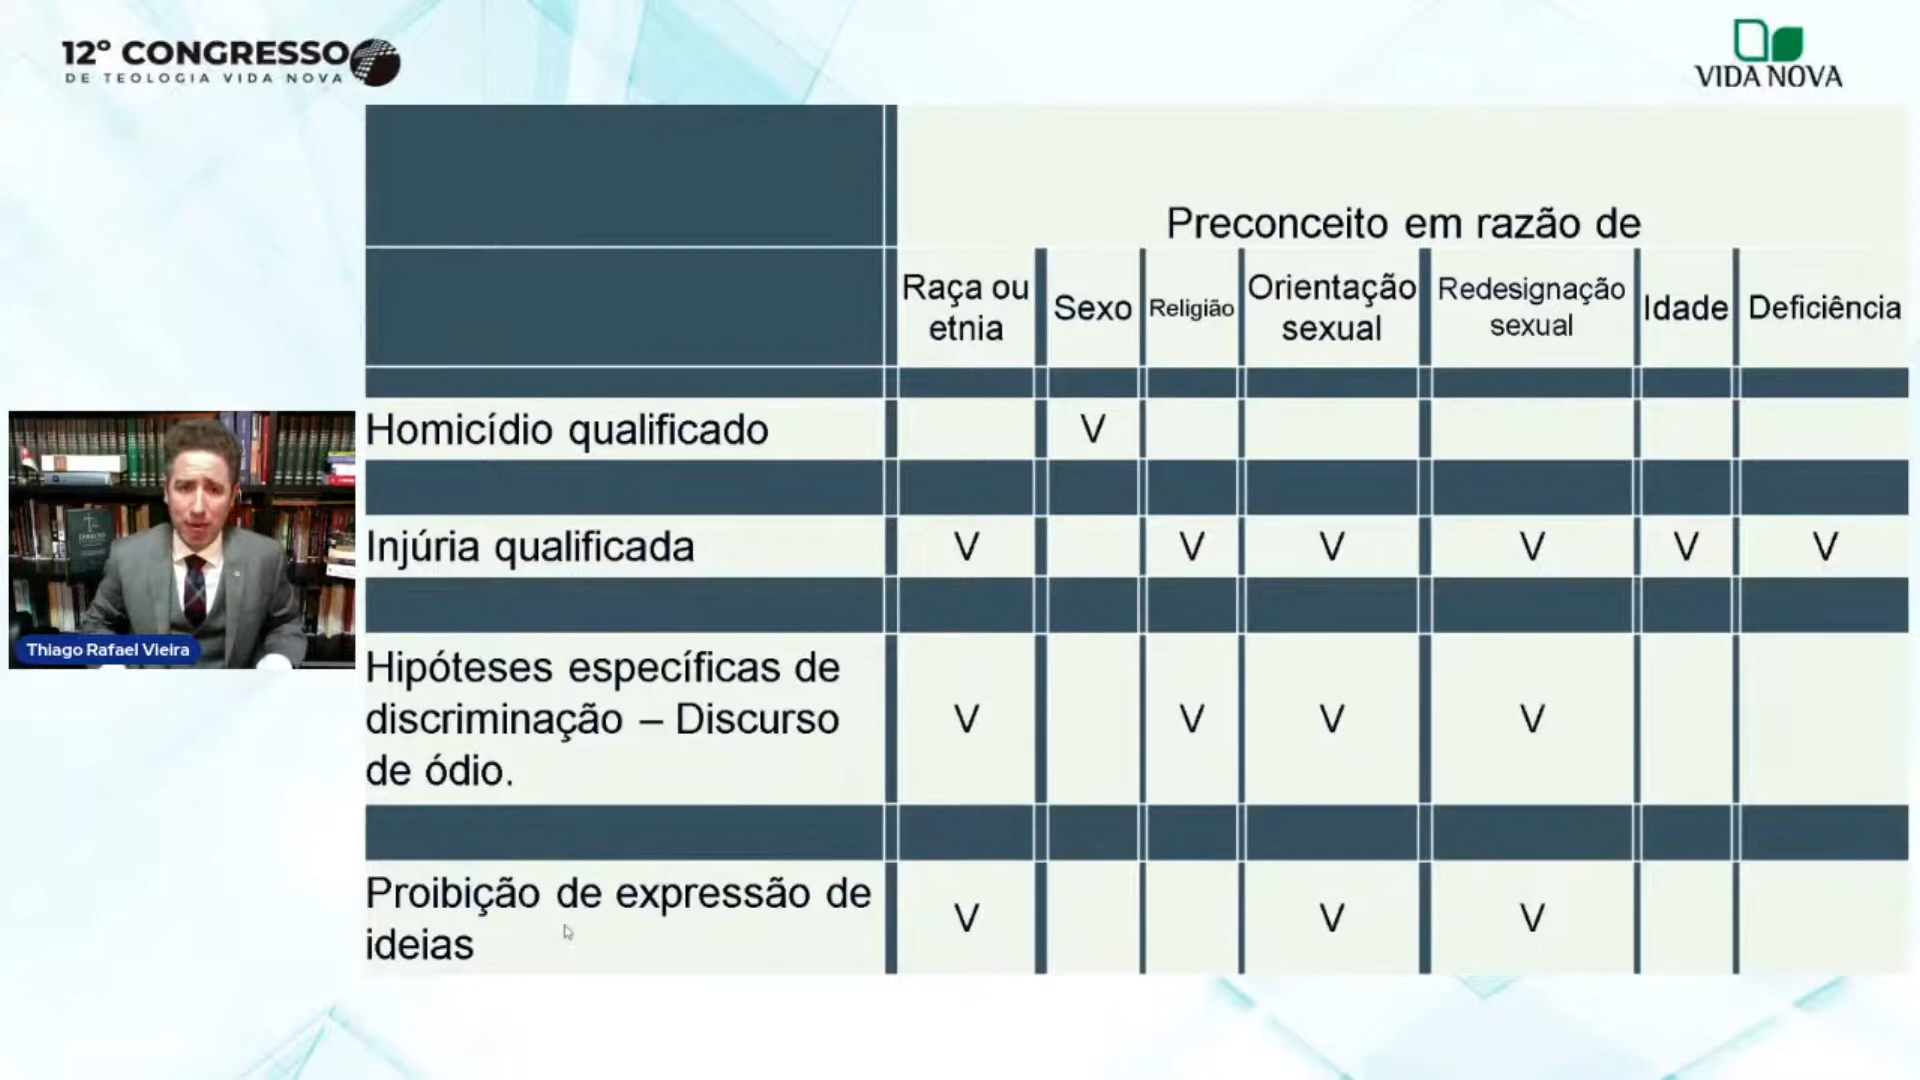 12º CONGRESSO
DE TEOLOGIA VIDA NOVA
VIDA NOVA
Preconceito em razão de
Raça ou
etnia
Sexo
Religião
Orientação
sexual
Redesignação
sexual
Idade
Deficiência
Homicídio qualificado
V
Injúria qualificada
V V V V V V
Hipóteses específicas de
discriminação – Discurso
de ódio.
V V V V
Proibição de expressão de
ideias
V V V
Thiago Rafael Vieira